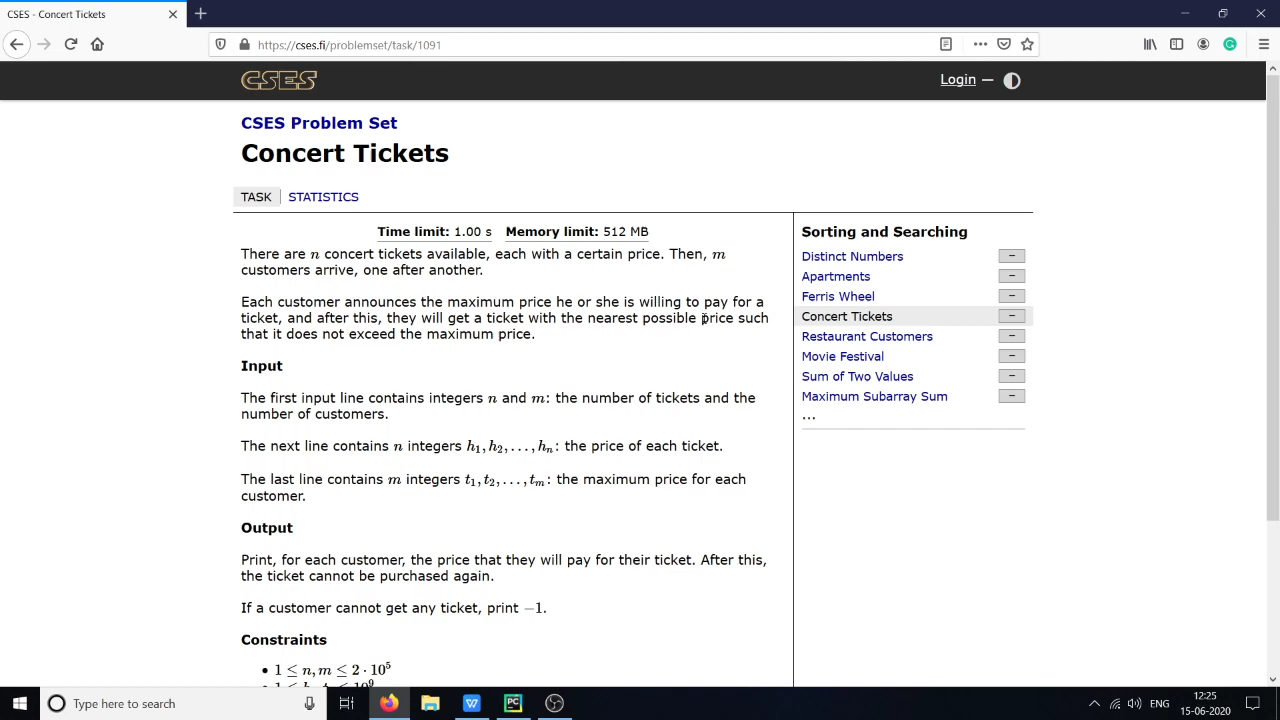 CSES - Concert Tickets
https://cses.fi/problemset/task/1091
CSES
Login —
CSES Problem Set
Concert Tickets
TASK
STATISTICS
Time limit: 1.00 s Memory limit: 512 MB
There are n concert tickets available, each with a certain price. Then, m
customers arrive, one after another.
Each customer announces the maximum price he or she is willing to pay for a
ticket, and after this, they will get a ticket with the nearest possible price such
that it does not exceed the maximum price.
Input
The first input line contains integers n and m: the number of tickets and the
number of customers.
The next line contains n integers h₁, h₂, . . . , hₙ: the price of each ticket.
The last line contains m integers t₁, t₂, . . . , tₘ: the maximum price for each
customer.
Output
Print, for each customer, the price that they will pay for their ticket. After this,
the ticket cannot be purchased again.
If a customer cannot get any ticket, print −1.
Constraints
• 1 ≤ n, m ≤ 2 · 10⁵
Sorting and Searching
Distinct Numbers –
Apartments –
Ferris Wheel –
Concert Tickets –
Restaurant Customers –
Movie Festival –
Sum of Two Values –
Maximum Subarray Sum –
...
Type here to search
W
PC
ENG
12:25
15-06-2020